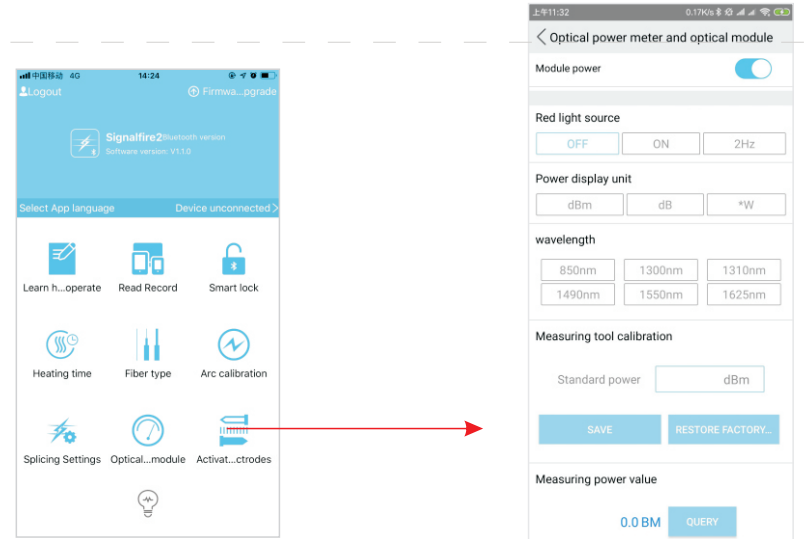 中国移动 4G 14:24
Logout Firmwa...pgrade
Signalfire2Bluetooth version
Software version: V1.1.0
Select App language Device unconnected
Learn h...operate Read Record Smart lock
Heating time Fiber type Arc calibration
Splicing Settings Optical...module Activat...ctrodes
上午11:32 0.17K/s
Optical power meter and optical module
Module power
Red light source
OFF ON 2Hz
Power display unit
dBm dB *W
wavelength
850nm 1300nm 1310nm
1490nm 1550nm 1625nm
Measuring tool calibration
Standard power dBm
SAVE RESTORE FACTORY...
Measuring power value
0.0 BM QUERY